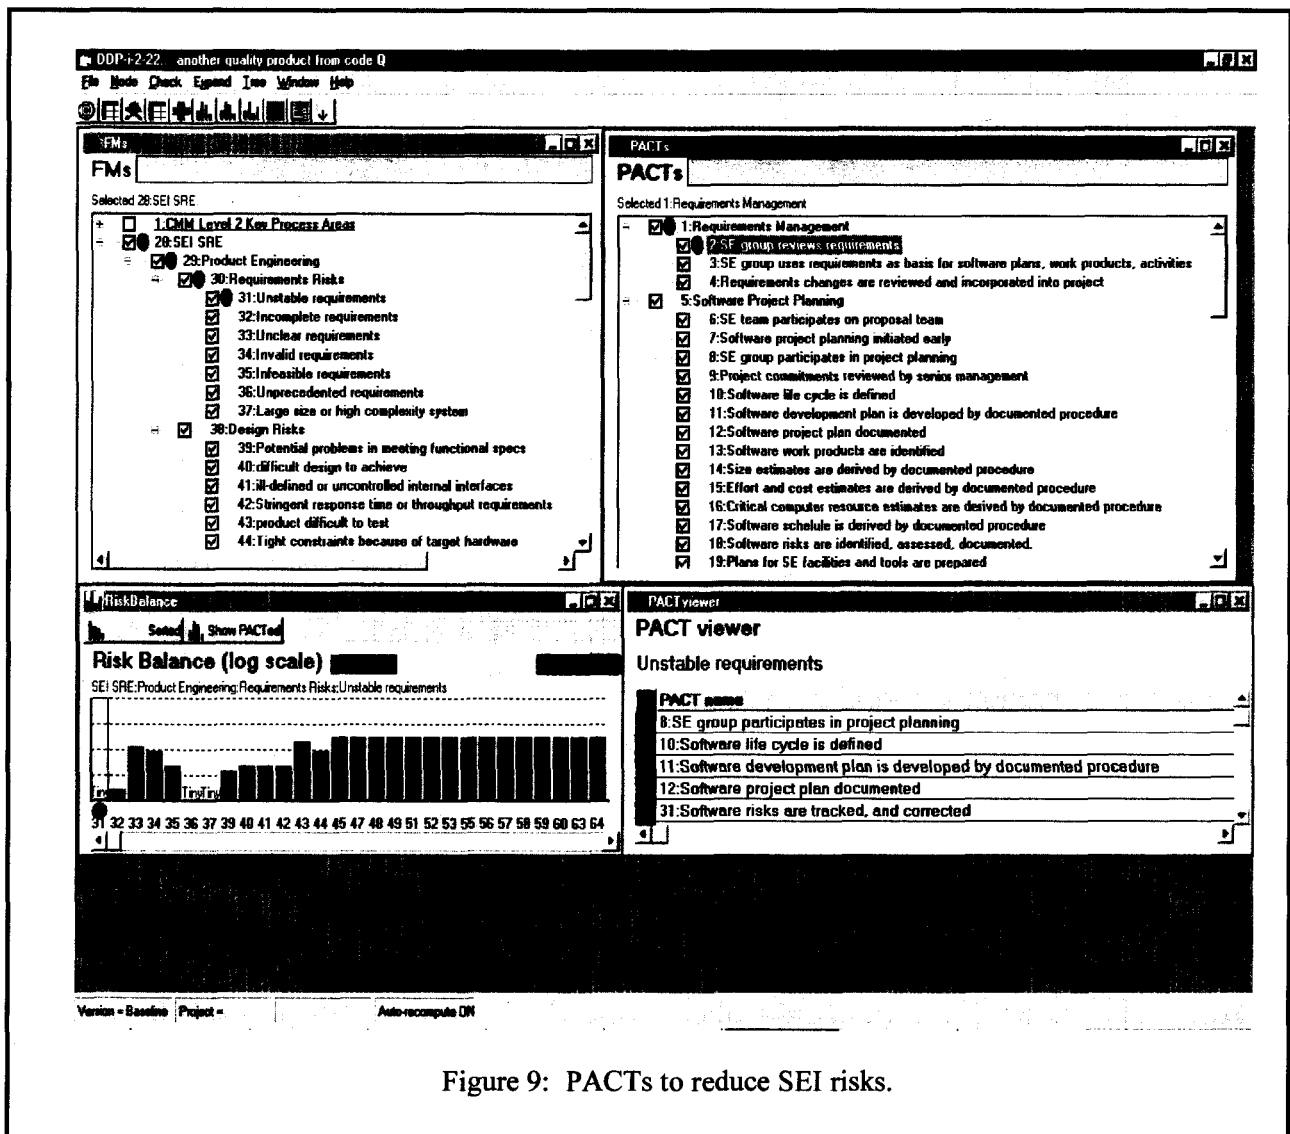 DDP-i-2-22. another quality product from code Q
File Node Check Expand Tree Window Help
FMs
FMs
Selected 28:SEI SRE
1:CMM Level 2 Key Process Areas
28:SEI SRE
29:Product Engineering
30:Requirements Risks
31:Unstable requirements
32:Incomplete requirements
33:Unclear requirements
34:Invalid requirements
35:Infeasible requirements
36:Unprecedented requirements
37:Large size or high complexity system
38:Design Risks
39:Potential problems in meeting functional specs
40:difficult design to achieve
41:ill-defined or uncontrolled internal interfaces
42:Stringent response time or throughput requirements
43:product difficult to test
44:Tight constraints because of target hardware
PACTs
PACTs
Selected 1:Requirements Management
1:Requirements Management
2:SE group reviews requirements
3:SE group uses requirements as basis for software plans, work products, activities
4:Requirements changes are reviewed and incorporated into project
5:Software Project Planning
6:SE team participates on proposal team
7:Software project planning initiated early
8:SE group participates in project planning
9:Project commitments reviewed by senior management
10:Software life cycle is defined
11:Software development plan is developed by documented procedure
12:Software project plan documented
13:Software work products are identified
14:Size estimates are derived by documented procedure
15:Effort and cost estimates are derived by documented procedure
16:Critical computer resource estimates are derived by documented procedure
17:Software schelule is derived by documented procedure
18:Software risks are identified, assessed, documented.
19:Plans for SE facilities and tools are prepared
RiskBalance
Sorted Show PACTed
Risk Balance (log scale)
SEI SRE:Product Engineering:Requirements Risks:Unstable requirements
Tiny TinyTiny
31 32 33 34 35 36 37 39 40 41 42 43 44 45 47 48 49 51 52 53 55 56 57 58 59 60 63 64
PACTviewer
PACT viewer
Unstable requirements
PACT name
8:SE group participates in project planning
10:Software life cycle is defined
11:Software development plan is developed by documented procedure
12:Software project plan documented
31:Software risks are tracked, and corrected
Version = Baseline Project = Auto-recompute ON
Figure 9: PACTs to reduce SEI risks.